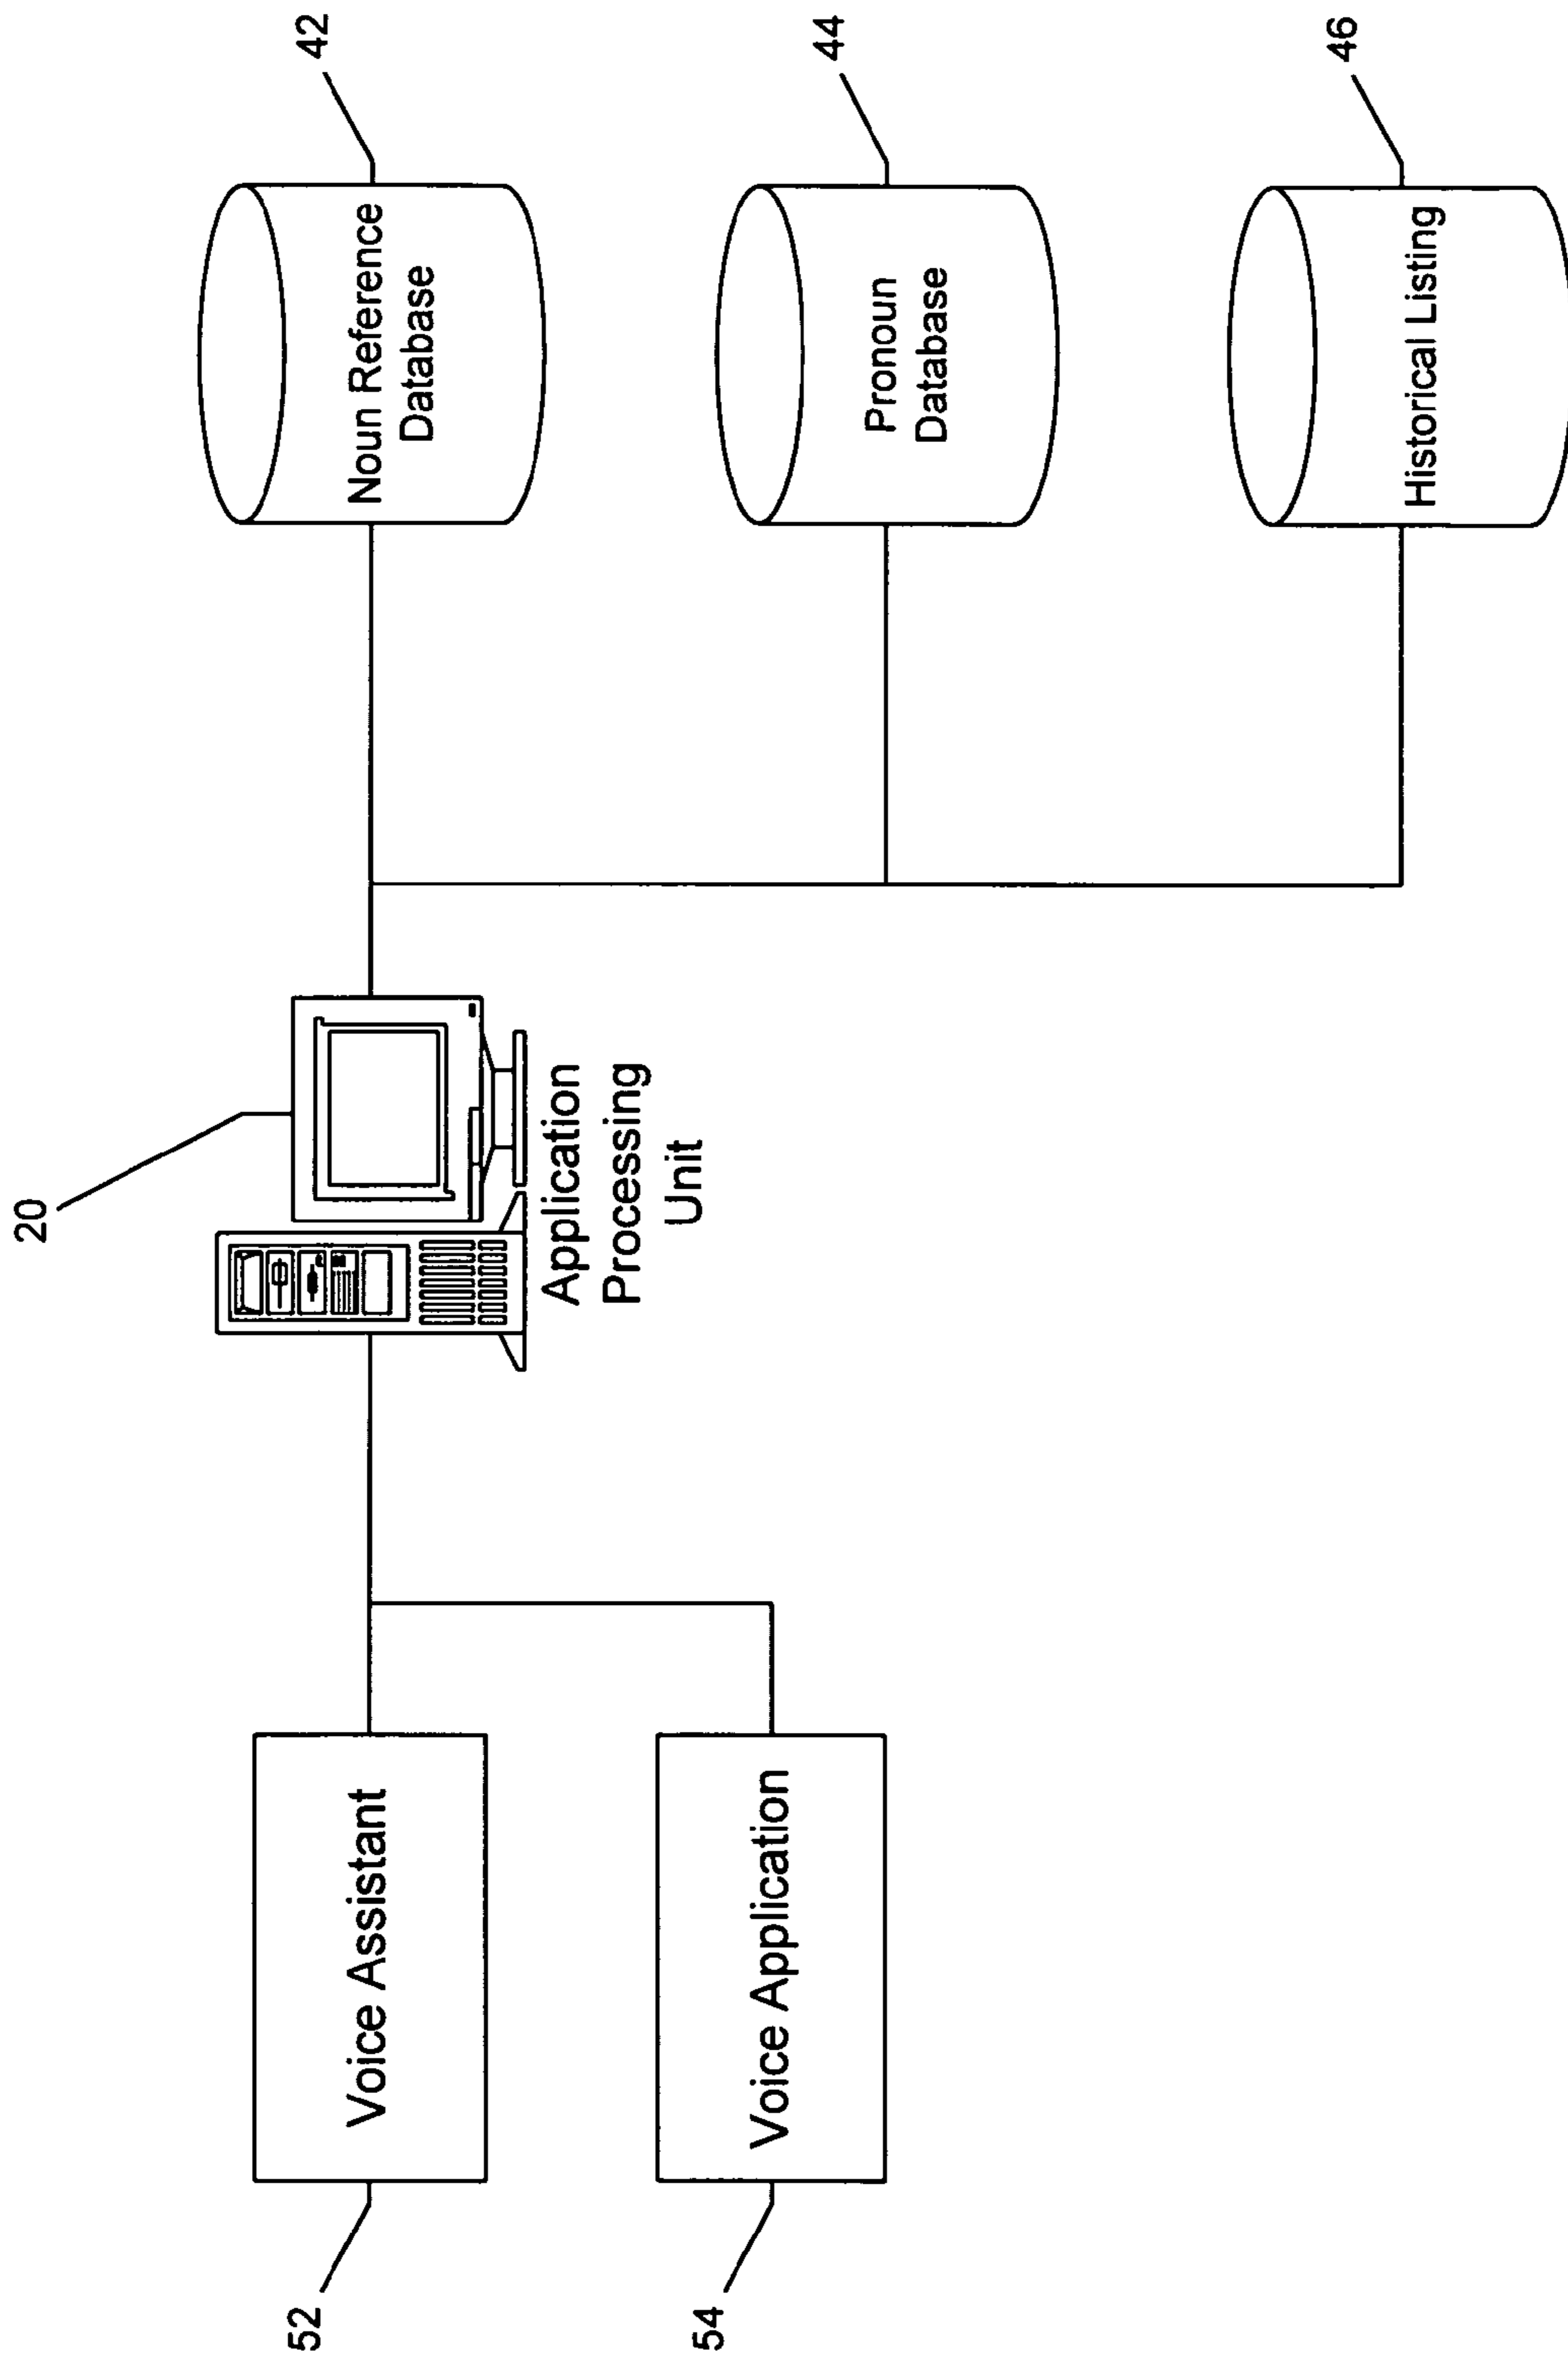 20
42
Noun Reference
Database
52
Voice Assistant
Application
Processing
Unit
44
Pronoun
Database
54
Voice Application
46
Historical Listing